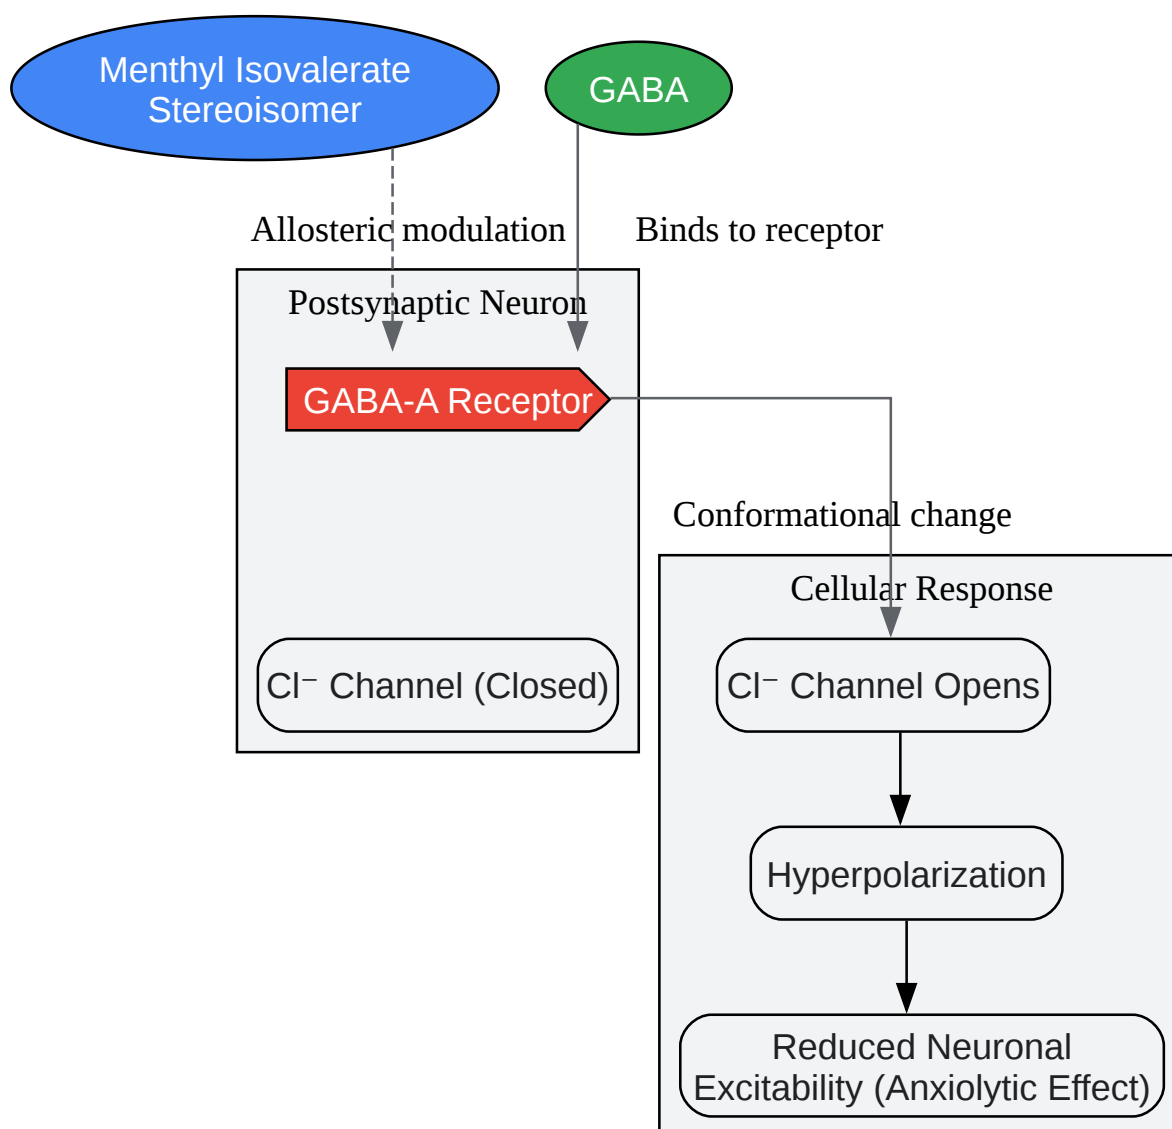 Menthyl Isovalerate
Stereoisomer
GABA
Allosteric modulation
Binds to receptor
Postsynaptic Neuron
GABA-A Receptor
Conformational change
Cellular Response
Cl⁻ Channel (Closed)
Cl⁻ Channel Opens
Hyperpolarization
Reduced Neuronal
Excitability (Anxiolytic Effect)